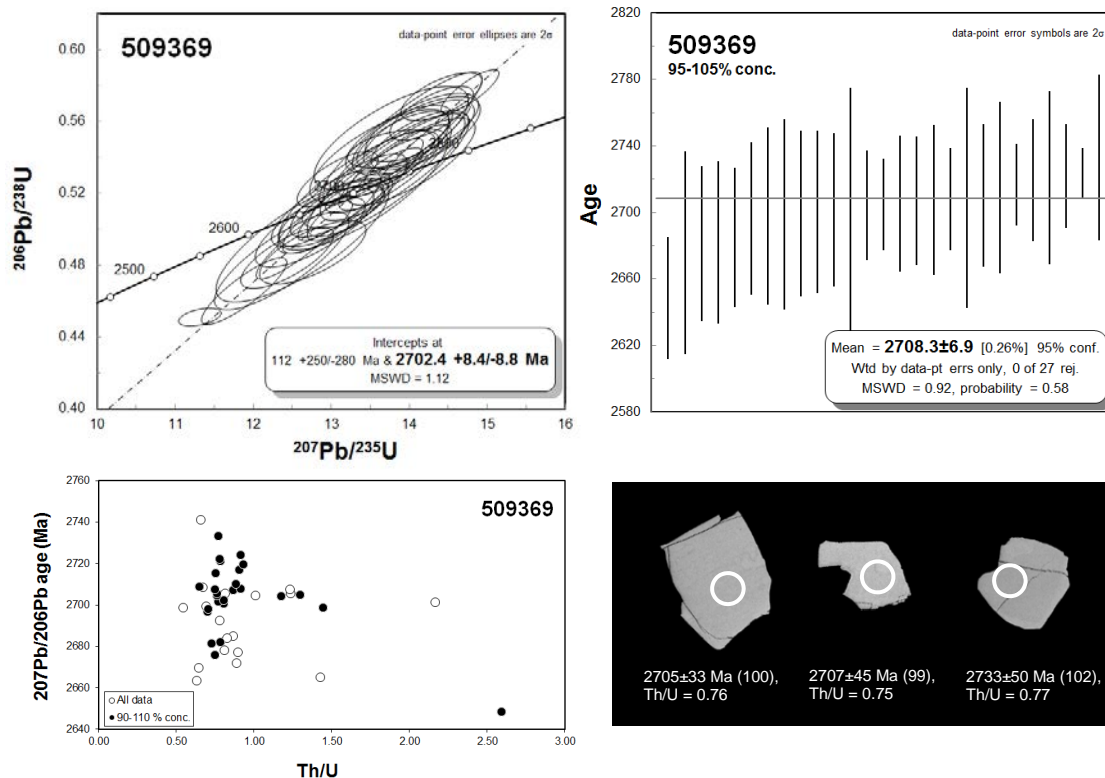 509369
data-point error ellipses are 2σ
0.60
0.56
0.52
0.48
0.44
0.40
2500
2600
10
11
12
13
14
15
16
206Pb/238U
207Pb/235U
Intercepts at
112 +250/-280 Ma & 2702.4 +8.4/-8.8 Ma
MSWD = 1.12
509369
95-105% conc.
data-point error symbols are 2σ
2820
2780
2740
2700
2660
2620
2580
Age
Mean = 2708.3±6.9 [0.26%] 95% conf.
Wtd by data-pt errs only, 0 of 27 rej.
MSWD = 0.92, probability = 0.58
509369
2760
2740
2720
2700
2680
2660
2640
207Pb/206Pb age (Ma)
All data
90-110 % conc.
0.00
0.50
1.00
1.50
2.00
2.50
3.00
Th/U
2705±33 Ma (100),
Th/U = 0.76
2707±45 Ma (99),
Th/U = 0.75
2733±50 Ma (102),
Th/U = 0.77